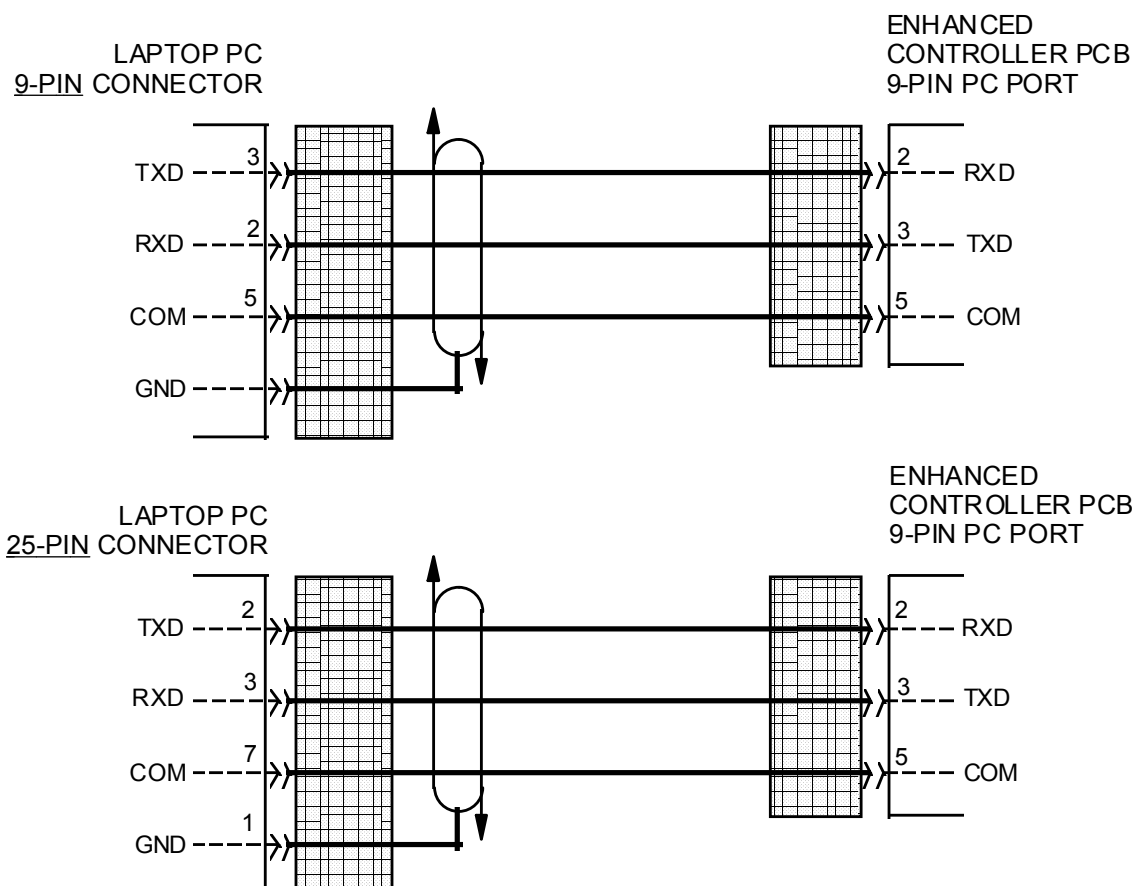 LAPTOP PC
9-PIN CONNECTOR
ENHANCED
CONTROLLER PCB
9-PIN PC PORT
TXD 3 2 RXD
RXD 2 3 TXD
COM 5 5 COM
GND
LAPTOP PC
25-PIN CONNECTOR
ENHANCED
CONTROLLER PCB
9-PIN PC PORT
TXD 2 2 RXD
RXD 3 3 TXD
COM 7 5 COM
GND 1